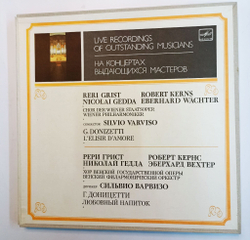 LIVE RECORDINGS
OF OUTSTANDING MUSICIANS
НА КОНЦЕРТАХ
ВЫДАЮЩИХСЯ МАСТЕРОВ
RERI GRIST ROBERT KERNS
NICOLAI GEDDA EBERHARD WÄCHTER
CHOR DER WIENER STAATSOPER
WIENER PHILHARMONIKER
SILVIO VARVISO
G. DONIZETTI
L'ELISIR D'AMORE
РЕРИ ГРИСТ РОБЕРТ КЕРНС
НИКОЛАЙ ГЕДДА ЭБЕРХАРД ВЕХТЕР
ХОР ВЕНСКОЙ ГОСУДАРСТВЕННОЙ ОПЕРЫ
ВЕНСКИЙ ФИЛАРМОНИЧЕСКИЙ ОРКЕСТР
СИЛЬВИО ВАРВИЗО
Г. ДОНИЦЕТТИ
ЛЮБОВНЫЙ НАПИТОК